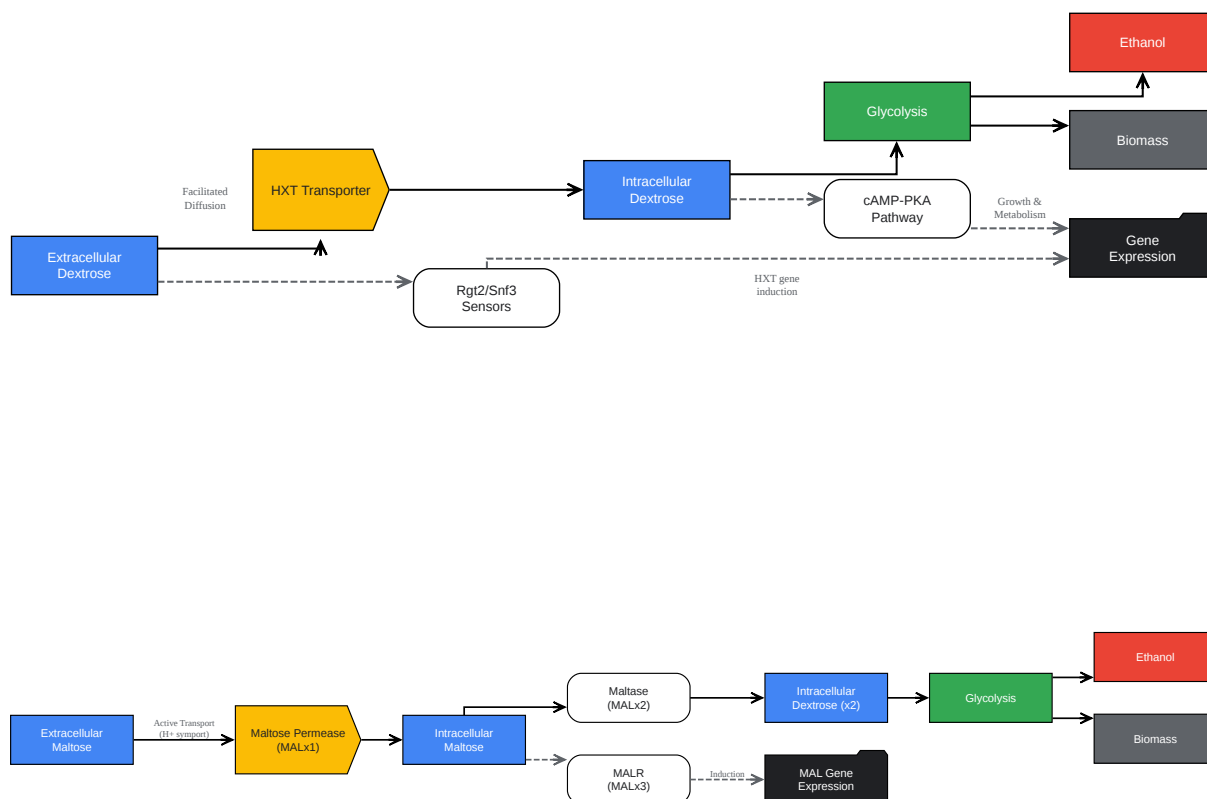 Ethanol
Glycolysis
Biomass
Facilitated
Diffusion
HXT Transporter
Intracellular
Dextrose
cAMP-PKA
Pathway
Growth &
Metabolism
Gene
Expression
Extracellular
Dextrose
Rgt2/Snf3
Sensors
HXT gene
induction
Ethanol
Maltase
(MALx2)
Intracellular
Dextrose (x2)
Glycolysis
Extracellular
Maltose
Active Transport
(H+ symport)
Maltose Permease
(MALx1)
Intracellular
Maltose
Biomass
MALR
(MALx3)
Induction
MAL Gene
Expression